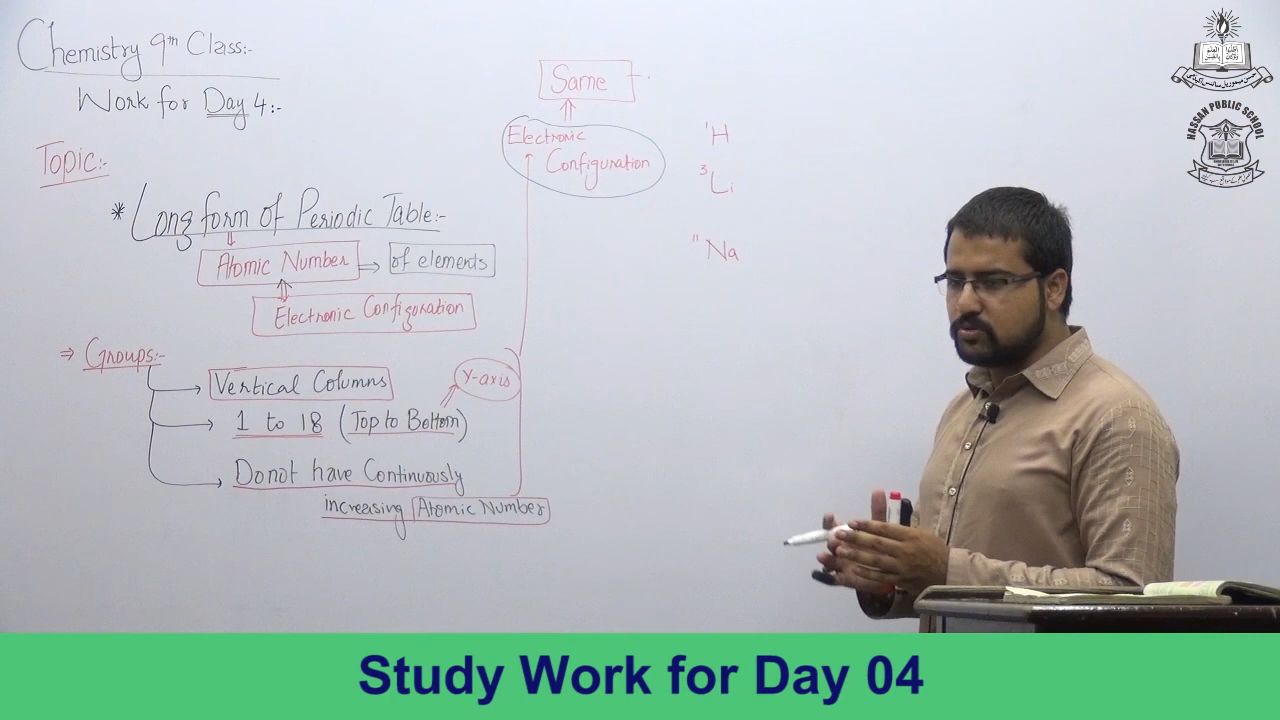 Chemistry 9th Class:-
Work for Day 4:-
Topic:-
* Long form of Periodic Table:-
Atomic Number ⇒ of elements
Electronic Configuration
⇒ Groups:-
Vertical Columns
1 to 18 (Top to Bottom)
Y-axis
Do not have Continuously
increasing Atomic Number
Same
Electronic
Configuration
¹H
³Li
¹¹Na
HASSAN PUBLIC SCHOOL
Study Work for Day 04